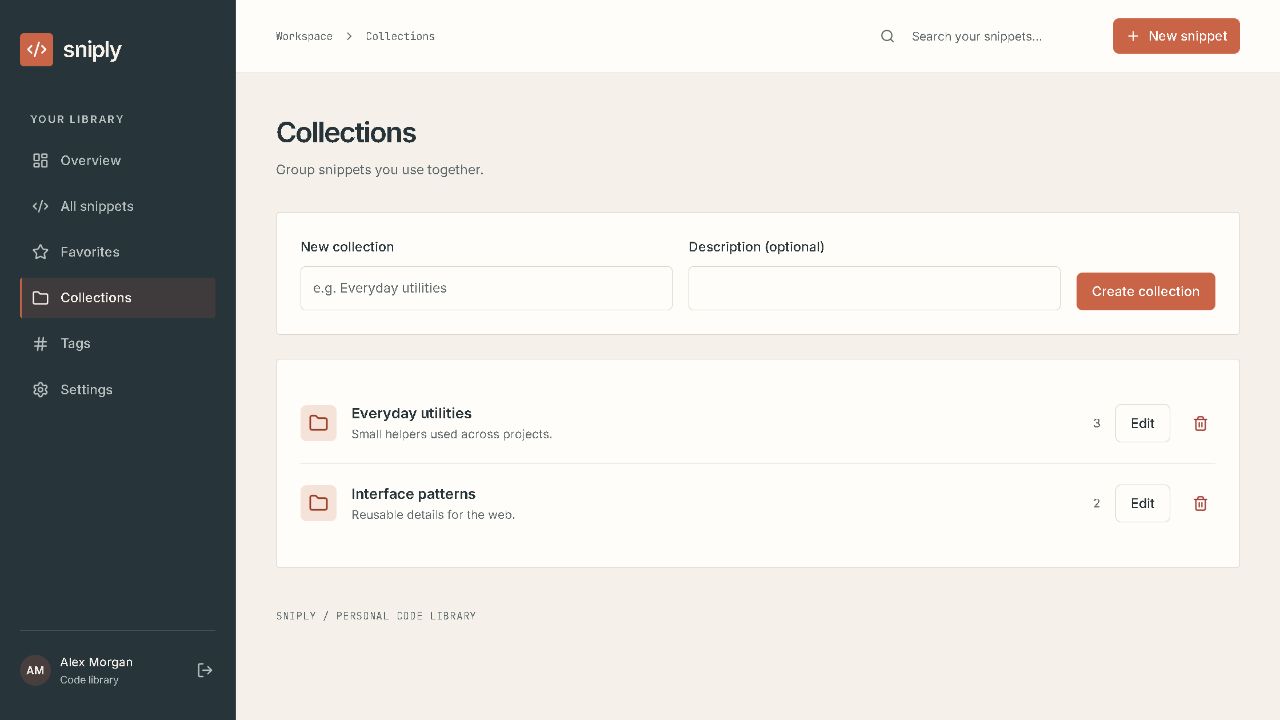 sniply
YOUR LIBRARY
Overview
All snippets
Favorites
Collections
Tags
Settings
AM
Alex Morgan
Code library
Workspace > Collections
Search your snippets...
+ New snippet
Collections
Group snippets you use together.
New collection
e.g. Everyday utilities
Description (optional)
Create collection
Everyday utilities
Small helpers used across projects.
3
Edit
Interface patterns
Reusable details for the web.
2
Edit
SNIPLY / PERSONAL CODE LIBRARY